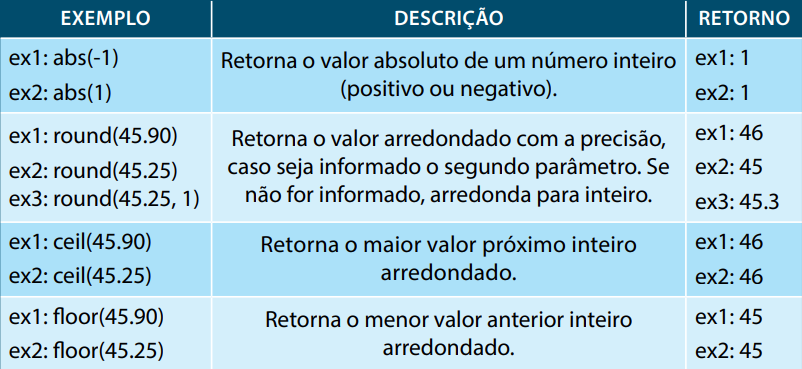 EXEMPLO DESCRIÇÃO RETORNO
ex1: abs(-1)
ex2: abs(1)
Retorna o valor absoluto de um número inteiro
(positivo ou negativo).
ex1: 1
ex2: 1
ex1: round(45.90)
ex2: round(45.25)
ex3: round(45.25, 1)
Retorna o valor arredondado com a precisão,
caso seja informado o segundo parâmetro. Se
não for informado, arredonda para inteiro.
ex1: 46
ex2: 45
ex3: 45.3
ex1: ceil(45.90)
ex2: ceil(45.25)
Retorna o maior valor próximo inteiro
arredondado.
ex1: 46
ex2: 46
ex1: floor(45.90)
ex2: floor(45.25)
Retorna o menor valor anterior inteiro
arredondado.
ex1: 45
ex2: 45